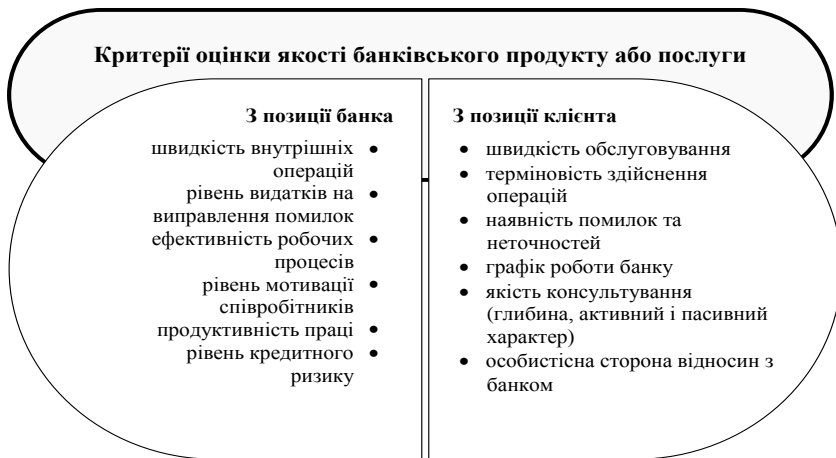 Критерії оцінки якості банківського продукту або послуги
З позиції банка
швидкість внутрішніх •
операцій
рівень видатків на •
виправлення помилок
ефективність робочих •
процесів
рівень мотивації •
співробітників
продуктивність праці •
рівень кредитного •
ризику
З позиції клієнта
• швидкість обслуговування
• терміновість здійснення
операцій
• наявність помилок та
неточностей
• графік роботи банку
• якість консультування
(глибина, активний і пасивний
характер)
• особистісна сторона відносин з
банком